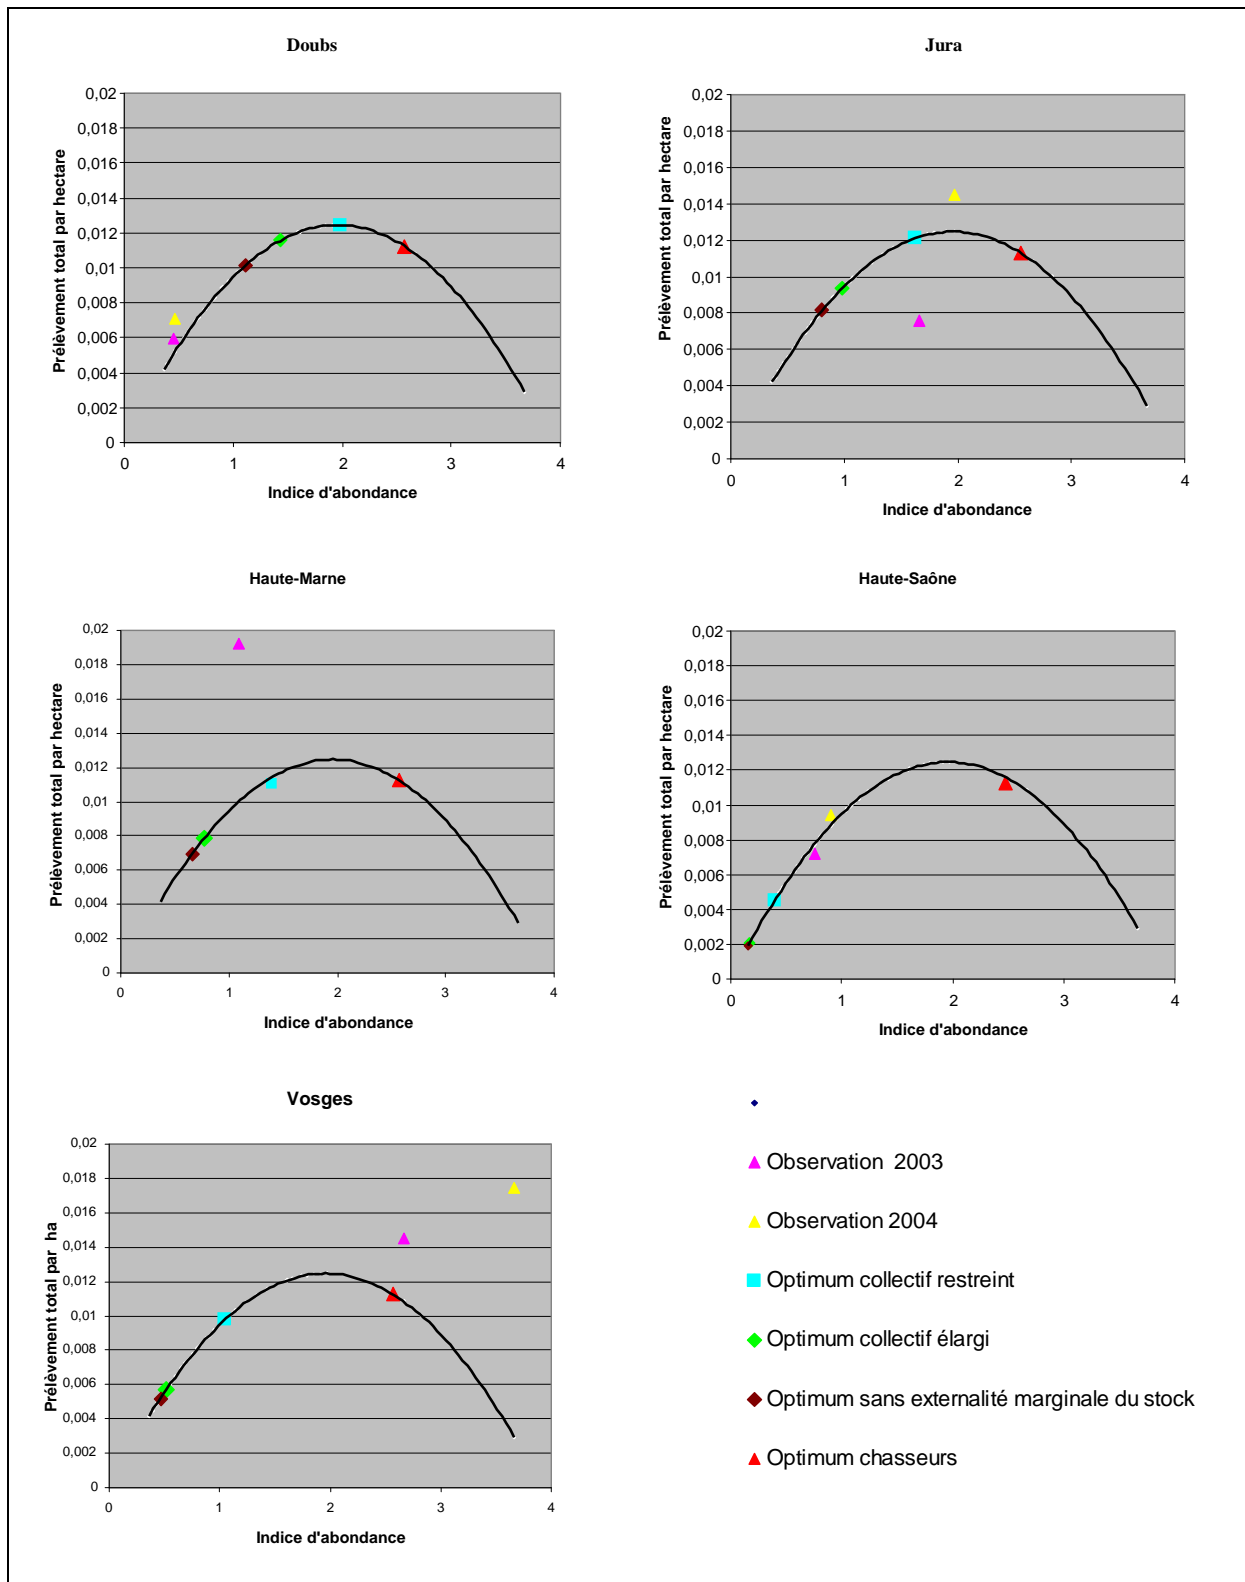 Doubs
Prélèvement total par hectare
0,02
0,018
0,016
0,014
0,012
0,01
0,008
0,006
0,004
0,002
0
0 1 2 3 4
Indice d'abondance
Jura
Prélèvement total par hectare
0,02
0,018
0,016
0,014
0,012
0,01
0,008
0,006
0,004
0,002
0
0 1 2 3 4
Indice d'abondance
Haute-Marne
Prélèvement total par hectare
0,02
0,018
0,016
0,014
0,012
0,01
0,008
0,006
0,004
0,002
0
0 1 2 3 4
Indice d'abondance
Haute-Saône
Prélèvement total par hectare
0,02
0,018
0,016
0,014
0,012
0,01
0,008
0,006
0,004
0,002
0
0 1 2 3 4
Indice d'abondance
Vosges
Prélèvement total par ha
0,02
0,018
0,016
0,014
0,012
0,01
0,008
0,006
0,004
0,002
0
0 1 2 3 4
Indice d'abondance
Observation 2003
Observation 2004
Optimum collectif restreint
Optimum collectif élargi
Optimum sans externalité marginale du stock
Optimum chasseurs